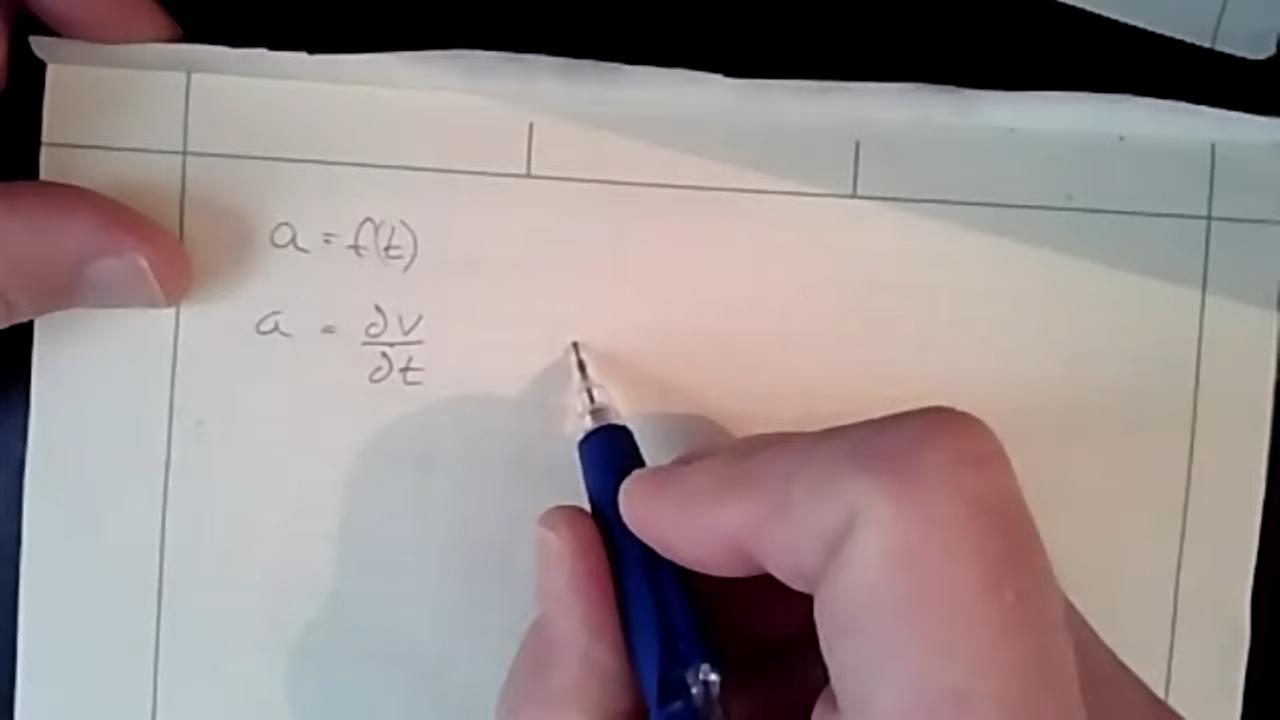 a = f(t)
a = ∂v/∂t